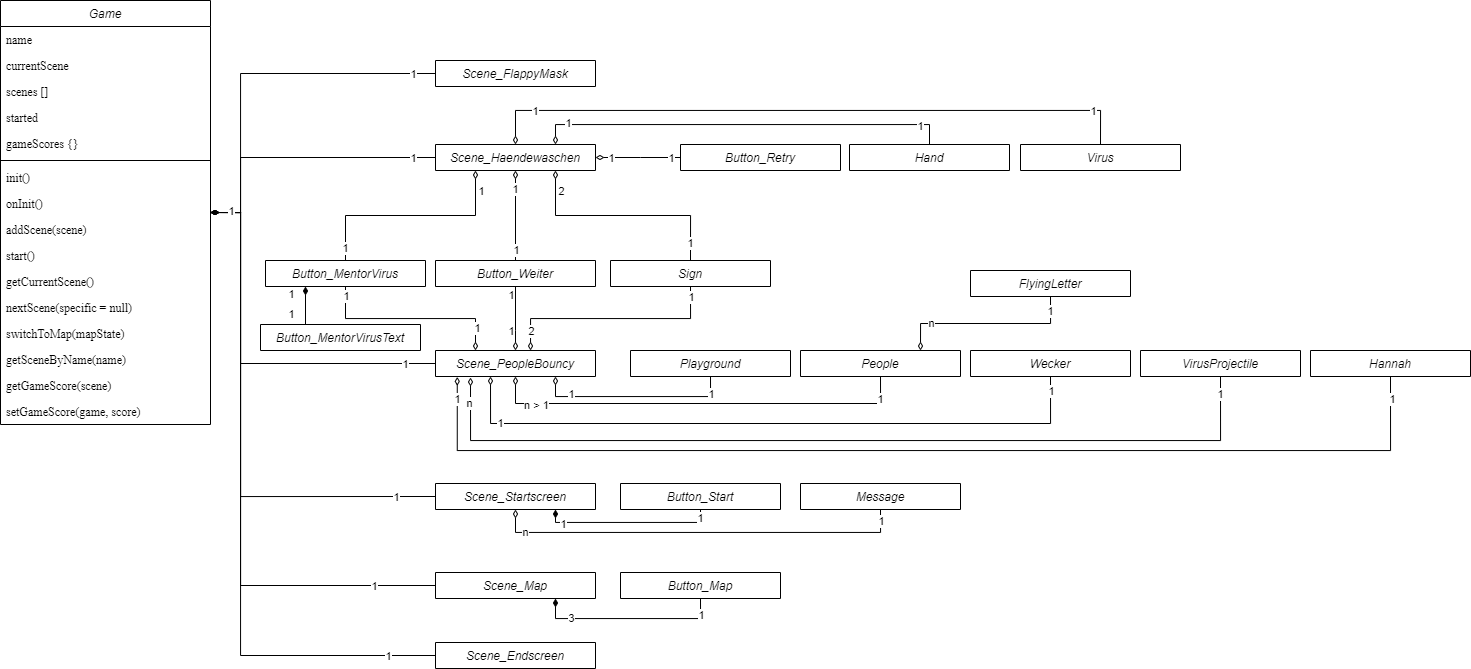 Game
name
currentScene
scenes []
started
gameScores {}
init()
onInit()
addScene(scene)
start()
getCurrentScene()
nextScene(specific = null)
switchToMap(mapState)
getSceneByName(name)
getGameScore(scene)
setGameScore(game, score)
1
1
Scene_FlappyMask
1
1
1
1
1
Scene_Haendewaschen
1
1
Button_Retry
Hand
Virus
1
1
2
1
1
1
Button_MentorVirus
Button_Weiter
Sign
FlyingLetter
1
1
1
1
1
1
Button_MentorVirusText
1
1
2
n
1
Scene_PeopleBouncy
Playground
People
Wecker
VirusProjectile
Hannah
1
n
1
1
n > 1
1
1
1
1
1
1
Scene_Startscreen
Button_Start
Message
1
1
n
1
1
Scene_Map
Button_Map
3
1
1
Scene_Endscreen